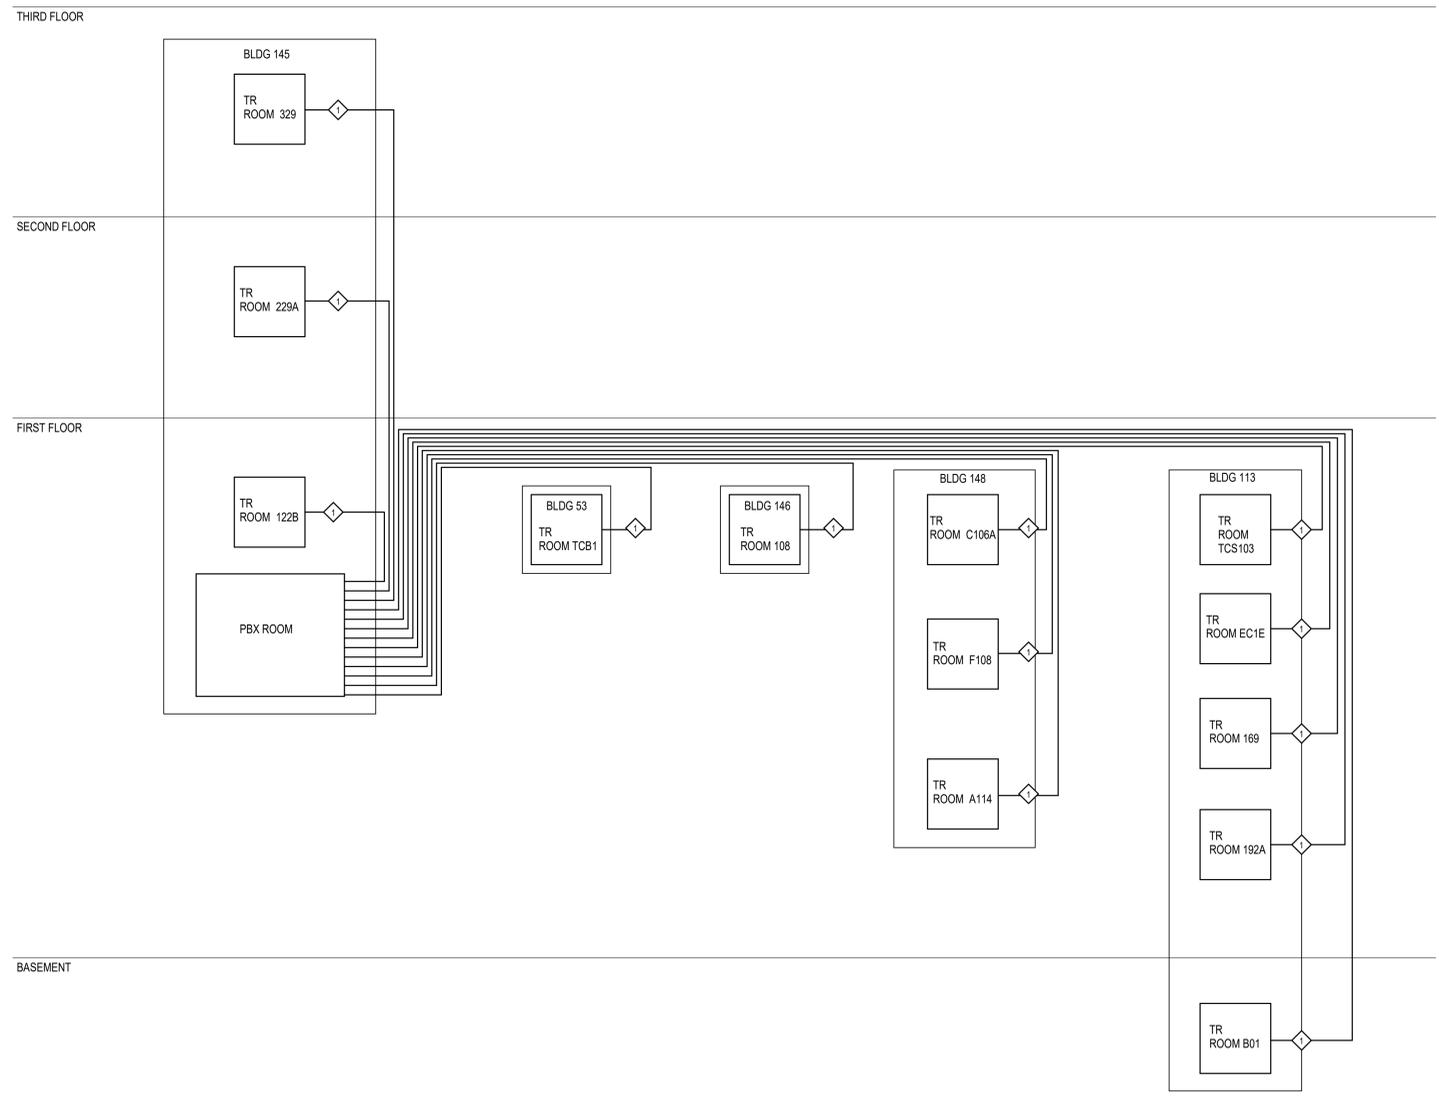 THIRD FLOOR
BLDG 145
TR
ROOM 329
1
SECOND FLOOR
TR
ROOM 229A
1
FIRST FLOOR
TR
ROOM 122B
1
PBX ROOM
BLDG 53
TR
ROOM TCB1
1
BLDG 146
TR
ROOM 108
1
BLDG 148
TR
ROOM C106A
1
TR
ROOM F108
1
TR
ROOM A114
1
BLDG 113
TR
ROOM
TCS103
1
TR
ROOM EC1E
1
TR
ROOM 169
1
TR
ROOM 192A
1
BASEMENT
TR
ROOM B01
1